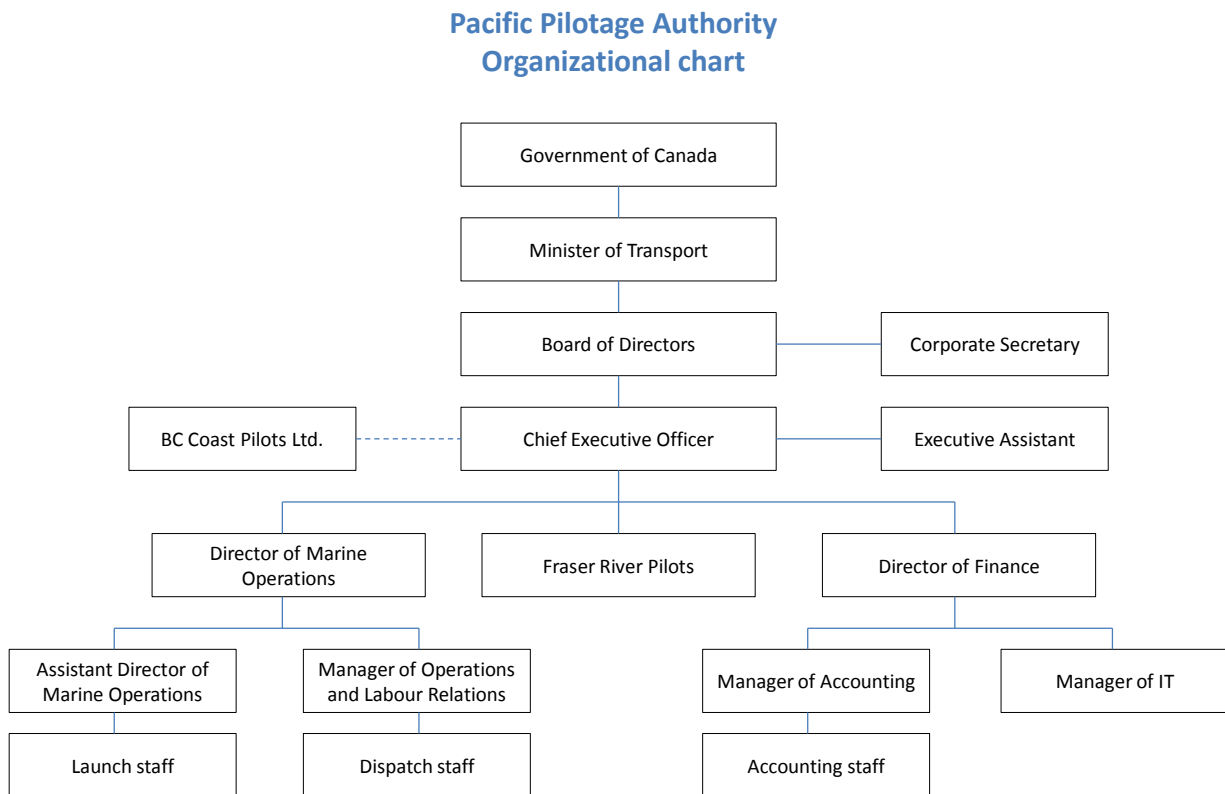 Pacific Pilotage Authority
Organizational chart
Government of Canada
Minister of Transport
Board of Directors
Corporate Secretary
BC Coast Pilots Ltd.
Chief Executive Officer
Executive Assistant
Director of Marine
Operations
Fraser River Pilots
Director of Finance
Assistant Director of
Marine Operations
Manager of Operations
and Labour Relations
Manager of Accounting
Manager of IT
Launch staff
Dispatch staff
Accounting staff